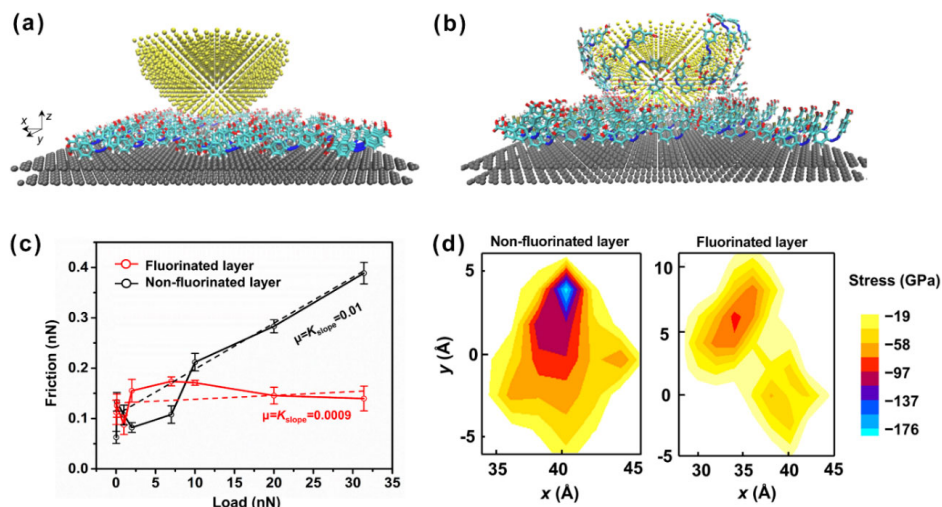 (a)
z
x
y
(b)
(c)
Friction (nN)
0.4
0.3
0.2
0.1
0.0
Fluorinated layer
Non-fluorinated layer
μ=Kslope=0.01
μ=Kslope=0.0009
0 5 10 15 20 25 30 35
Load (nN)
(d)
Non-fluorinated layer
y (Å)
5
0
-5
35 40 45
x (Å)
Fluorinated layer
10
5
0
-5
30 35 40 45
x (Å)
Stress (GPa)
−19
−58
−97
−137
−176